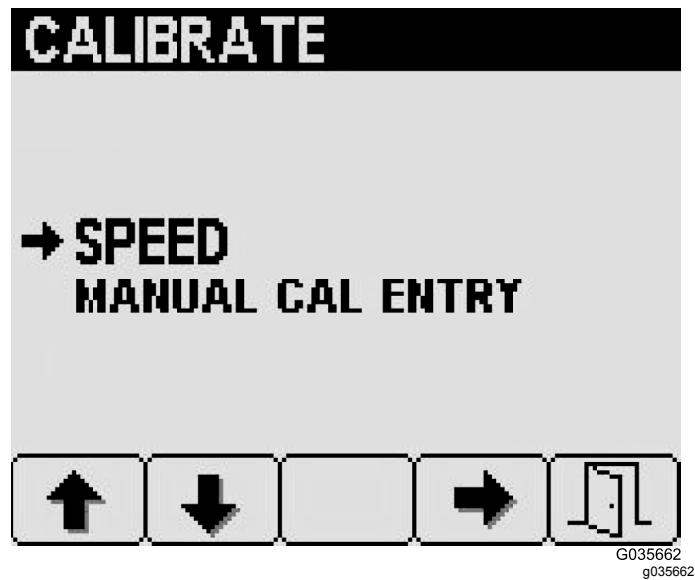 CALIBRATE
SPEED
MANUAL CAL ENTRY
G035662
g035662